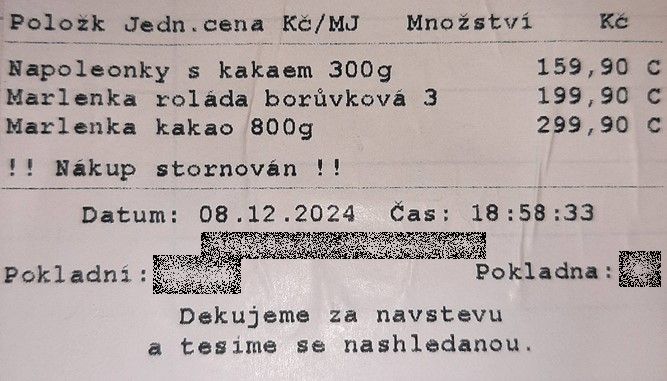 Položk Jedn.cena Kč/MJ Množství Kč
Napoleonky s kakaem 300g 159,90 C
Marlenka roláda borůvková 3 199,90 C
Marlenka kakao 800g 299,90 C
!! Nákup stornován !!
Datum: 08.12.2024 Čas: 18:58:33
Pokladní: Pokladna:
Dekujeme za navstevu
a tesime se nashledanou.